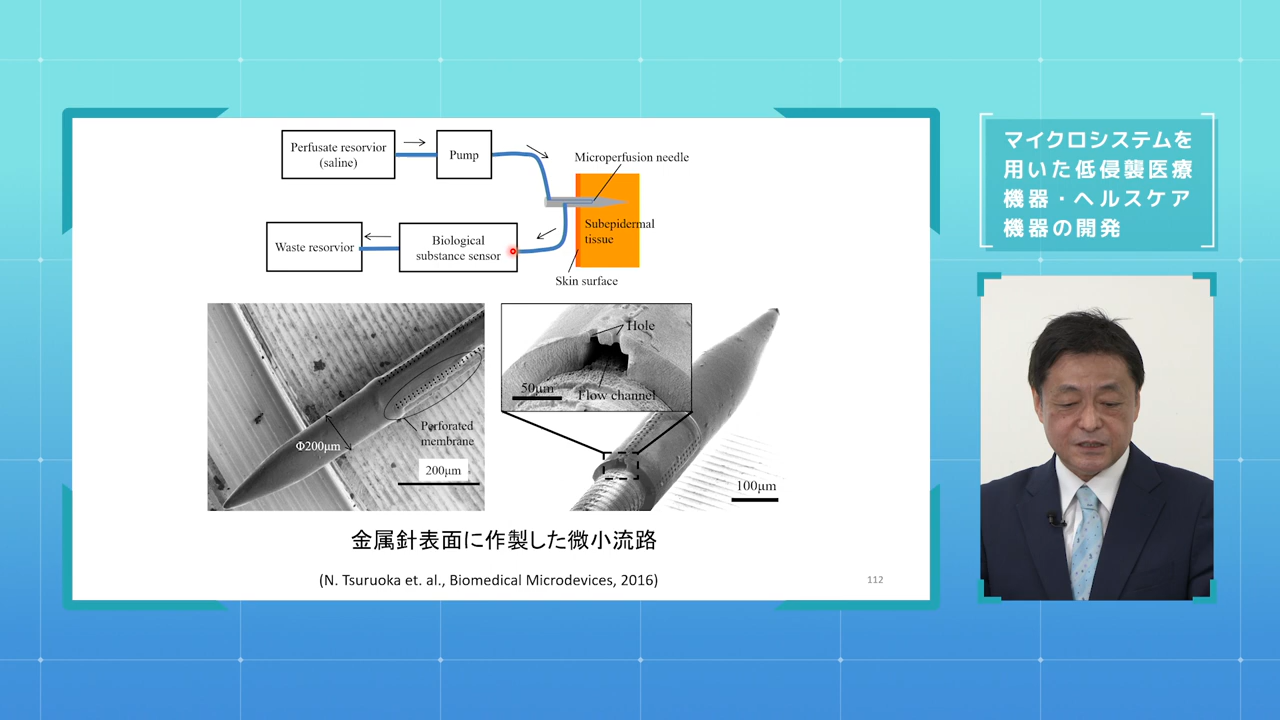 Perfusate resorvior
(saline)
Pump
Microperfusion needle
Waste resorvior
Biological
substance sensor
Subepidermal
tissue
Skin surface
Φ200μm
Perforated
membrane
200μm
Hole
50μm
Flow channel
100μm
金属針表面に作製した微小流路
(N. Tsuruoka et. al., Biomedical Microdevices, 2016)
112
マイクロシステムを
用いた低侵襲医療
機器・ヘルスケア
機器の開発